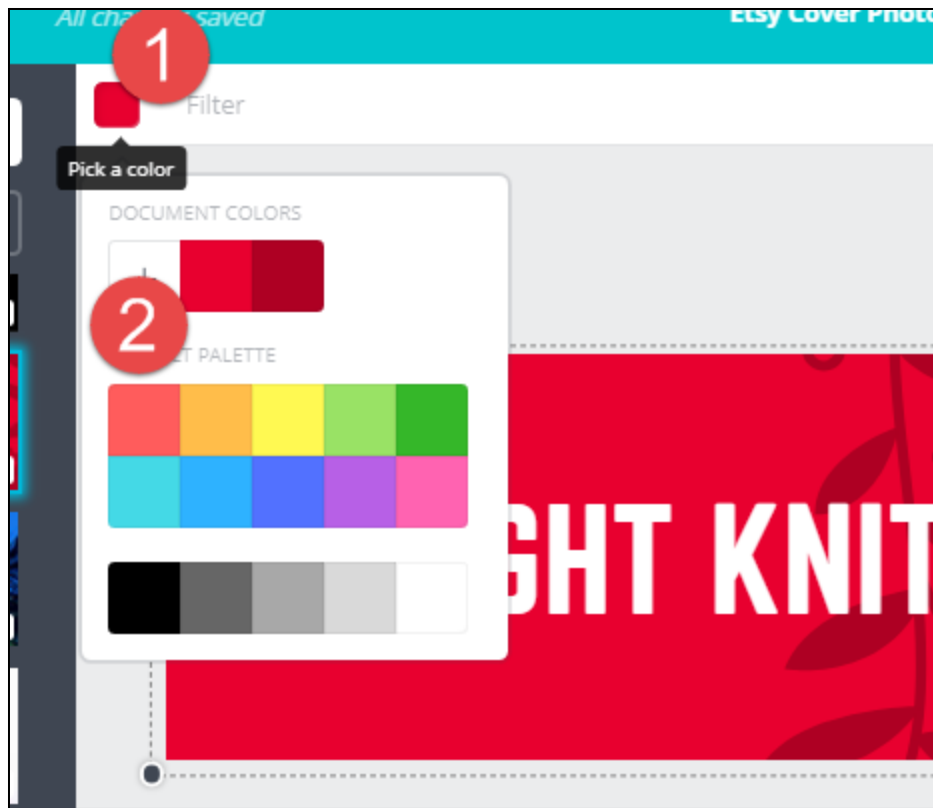 All changes saved
Etsy Cover Photo
1
Filter
Pick a color
DOCUMENT COLORS
2
PALETTE
GHT KNIT